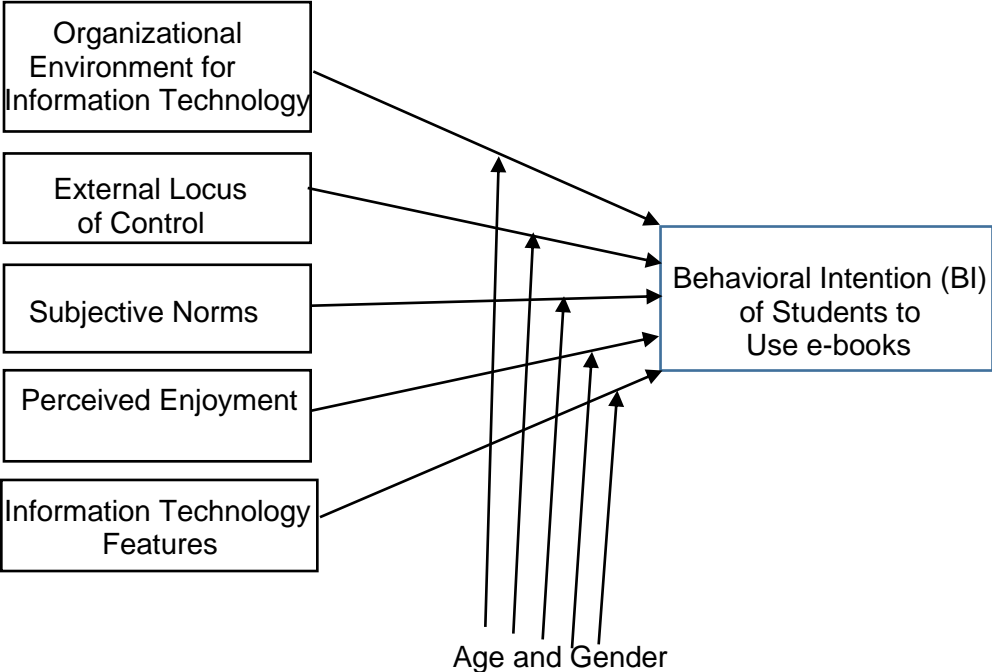 Organizational
Environment for
Information Technology
External Locus
of Control
Subjective Norms
Perceived Enjoyment
Information Technology
Features
Behavioral Intention (BI)
of Students to
Use e-books
Age and Gender